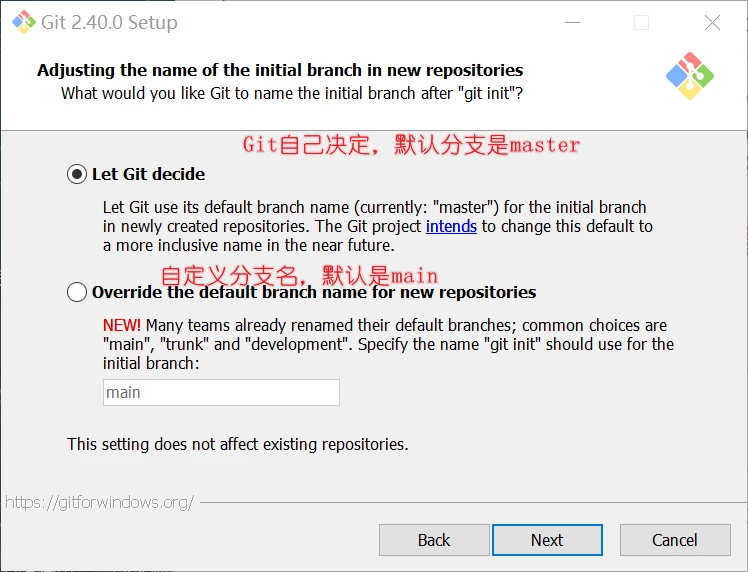 Git 2.40.0 Setup
Adjusting the name of the initial branch in new repositories
What would you like Git to name the initial branch after "git init"?
Git自己决定，默认分支是master
Let Git decide
Let Git use its default branch name (currently: "master") for the initial branch
in newly created repositories. The Git project intends to change this default to
a more inclusive name in the near future.
自定义分支名，默认是main
Override the default branch name for new repositories
NEW! Many teams already renamed their default branches; common choices are
"main", "trunk" and "development". Specify the name "git init" should use for the
initial branch:
main
This setting does not affect existing repositories.
https://gitforwindows.org/
Back
Next
Cancel